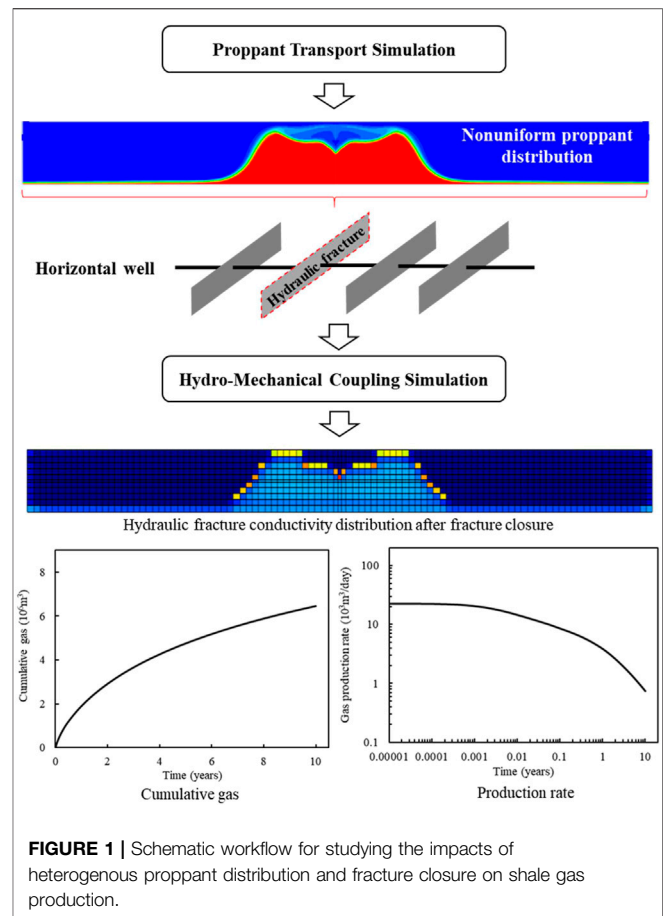 Proppant Transport Simulation
Nonuniform proppant
distribution
Horizontal well
Hydraulic fracture
Hydro-Mechanical Coupling Simulation
Hydraulic fracture conductivity distribution after fracture closure
Cumulative gas (10⁶m³)
8
6
4
2
0
0 2 4 6 8 10
Time (years)
Cumulative gas
Gas production rate (10³m³/day)
100
10
1
0.1
0.00001 0.0001 0.001 0.01 0.1 1 10
Time (years)
Production rate
FIGURE 1 | Schematic workflow for studying the impacts of
heterogenous proppant distribution and fracture closure on shale gas
production.